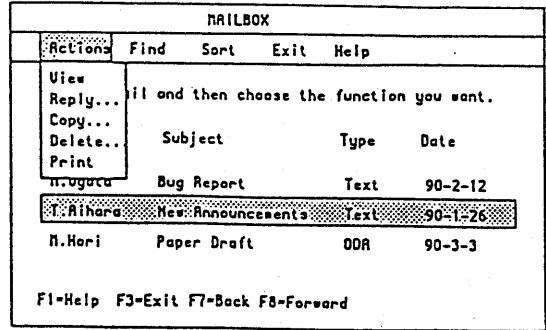 MAILBOX
Actions Find Sort Exit Help
View
Reply... il and then choose the function you want.
Copy...
Delete.. Subject Type Date
Print
M.Ogata Bug Report Text 90-2-12
T.Aihara New Announcements Text 90-1-26
M.Hori Paper Draft ODA 90-3-3
F1=Help F3=Exit F7=Back F8=Forward